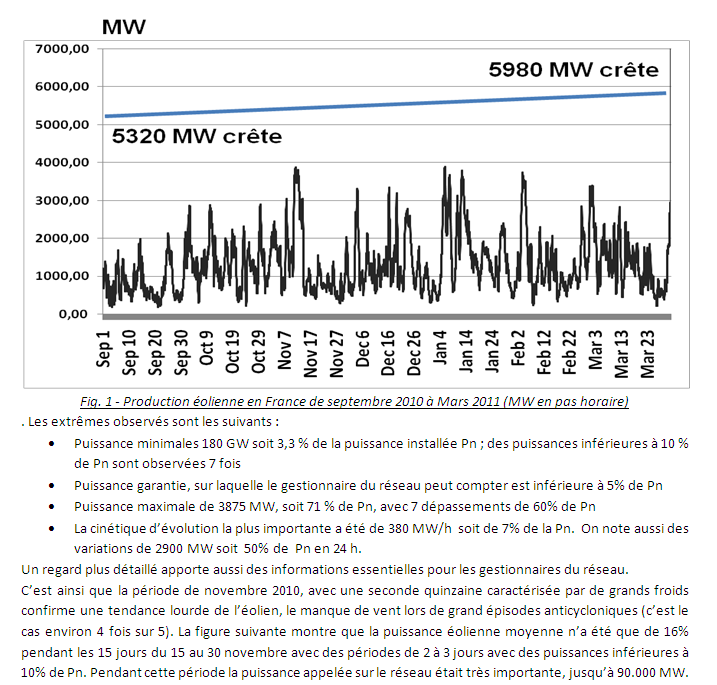 MW
7000,00
6000,00
5000,00
4000,00
3000,00
2000,00
1000,00
0,00
5980 MW crête
5320 MW crête
Sep 1
Sep 10
Sep 20
Sep 30
Oct 9
Oct 19
Oct 29
Nov 7
Nov 17
Nov 27
Dec 6
Dec 16
Dec 26
Jan 4
Jan 14
Jan 24
Feb 2
Feb 12
Feb 22
Mar 3
Mar 13
Mar 23
Fig. 1 - Production éolienne en France de septembre 2010 à Mars 2011 (MW en pas horaire)
. Les extrêmes observés sont les suivants :
• Puissance minimales 180 GW soit 3,3 % de la puissance installée Pn ; des puissances inférieures à 10 %
de Pn sont observées 7 fois
• Puissance garantie, sur laquelle le gestionnaire du réseau peut compter est inférieure à 5% de Pn
• Puissance maximale de 3875 MW, soit 71 % de Pn, avec 7 dépassements de 60% de Pn
• La cinétique d'évolution la plus importante a été de 380 MW/h soit de 7% de la Pn. On note aussi des
variations de 2900 MW soit 50% de Pn en 24 h.
Un regard plus détaillé apporte aussi des informations essentielles pour les gestionnaires du réseau.
C'est ainsi que la période de novembre 2010, avec une seconde quinzaine caractérisée par de grands froids
confirme une tendance lourde de l'éolien, le manque de vent lors de grand épisodes anticycloniques (c'est le
cas environ 4 fois sur 5). La figure suivante montre que la puissance éolienne moyenne n'a été que de 16%
pendant les 15 jours du 15 au 30 novembre avec des périodes de 2 à 3 jours avec des puissances inférieures à
10% de Pn. Pendant cette période la puissance appelée sur le réseau était très importante, jusqu'à 90.000 MW.